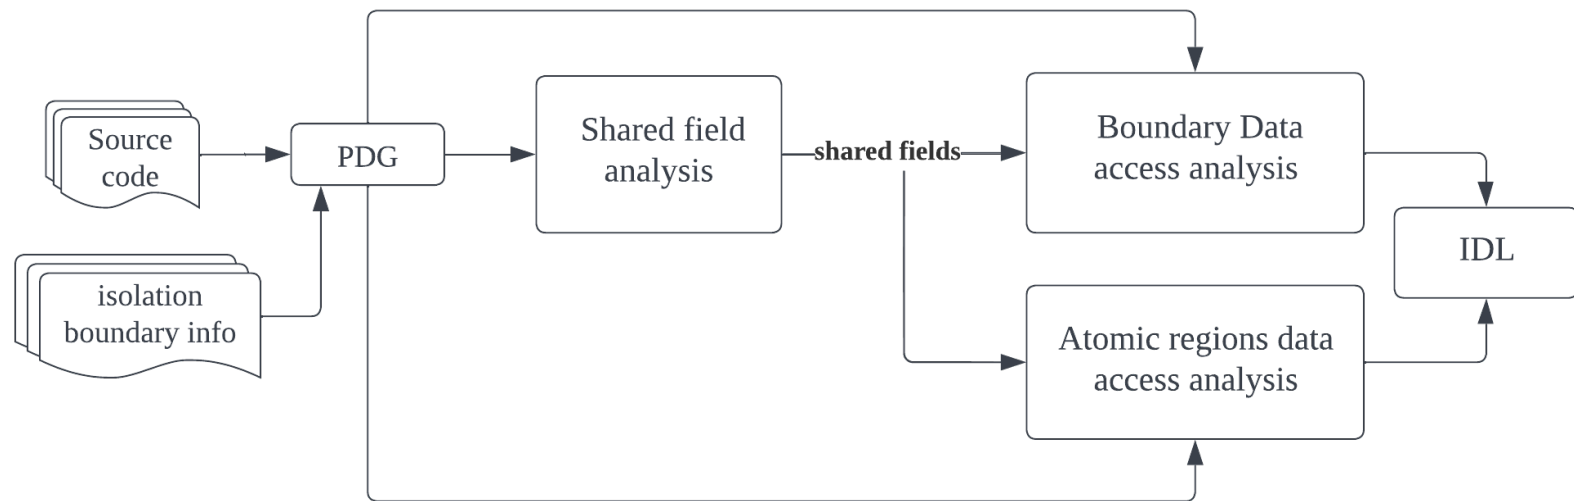 Source
code
isolation
boundary info
PDG
Shared field
analysis
shared fields
Boundary Data
access analysis
Atomic regions data
access analysis
IDL